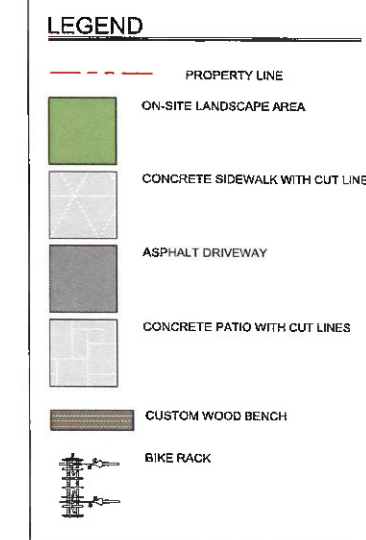 LEGEND
PROPERTY LINE
ON-SITE LANDSCAPE AREA
CONCRETE SIDEWALK WITH CUT LINE
ASPHALT DRIVEWAY
CONCRETE PATIO WITH CUT LINES
CUSTOM WOOD BENCH
BIKE RACK